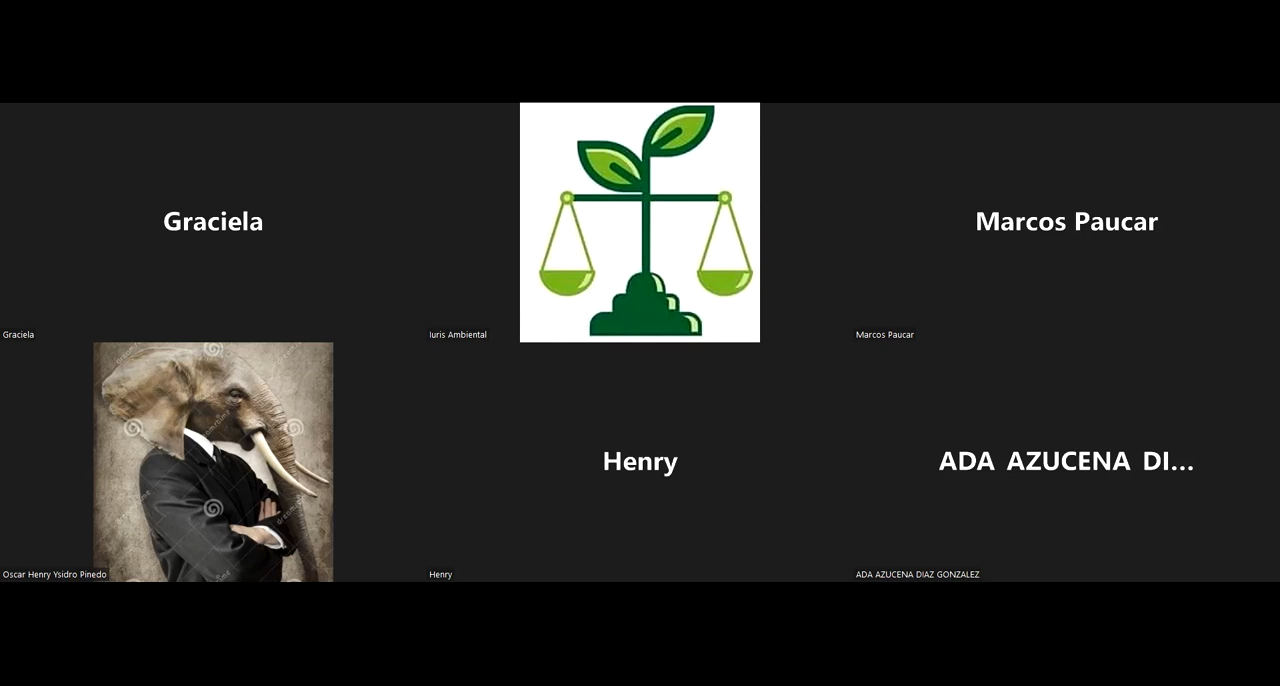 Graciela
Marcos Paucar
Graciela
Iuris Ambiental
Marcos Paucar
Henry
ADA AZUCENA DI...
Oscar Henry Ysidro Pinedo
Henry
ADA AZUCENA DIAZ GONZALEZ